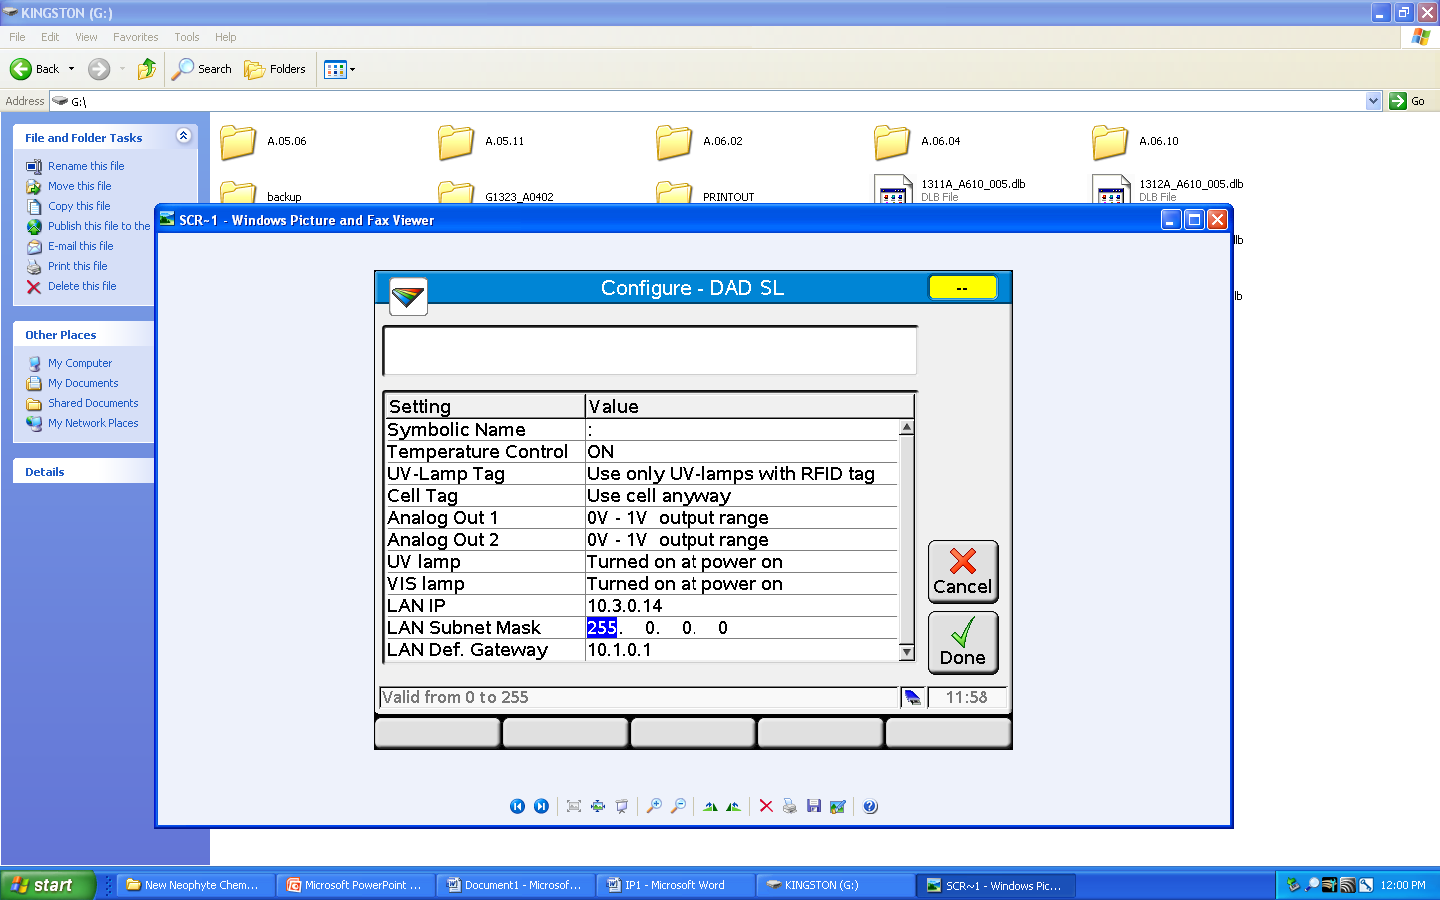 KINGSTON (G:)
File Edit View Favorites Tools Help
Back Search Folders
Address G:\ Go
File and Folder Tasks
Rename this file
Move this file
Copy this file
Publish this file to the
E-mail this file
Print this file
Delete this file
Other Places
My Computer
My Documents
Shared Documents
My Network Places
Details
A.05.06 A.05.11 A.06.02 A.06.04 A.06.10
backup G1323_A0402 PRINTOUT 1311A_A610_005.dlb DLB File 1312A_A610_005.dlb DLB File
dlb
lb
SCR~1 - Windows Picture and Fax Viewer
Configure - DAD SL --
Setting Value
Symbolic Name :
Temperature Control ON
UV-Lamp Tag Use only UV-lamps with RFID tag
Cell Tag Use cell anyway
Analog Out 1 0V - 1V output range
Analog Out 2 0V - 1V output range
UV lamp Turned on at power on
VIS lamp Turned on at power on
LAN IP 10.3.0.14
LAN Subnet Mask 255. 0. 0. 0
LAN Def. Gateway 10.1.0.1
Cancel
Done
Valid from 0 to 255 11:58
start New Neophyte Chem... Microsoft PowerPoint ... Document1 - Microsof... IP1 - Microsoft Word KINGSTON (G:) SCR~1 - Windows Pic... 12:00 PM